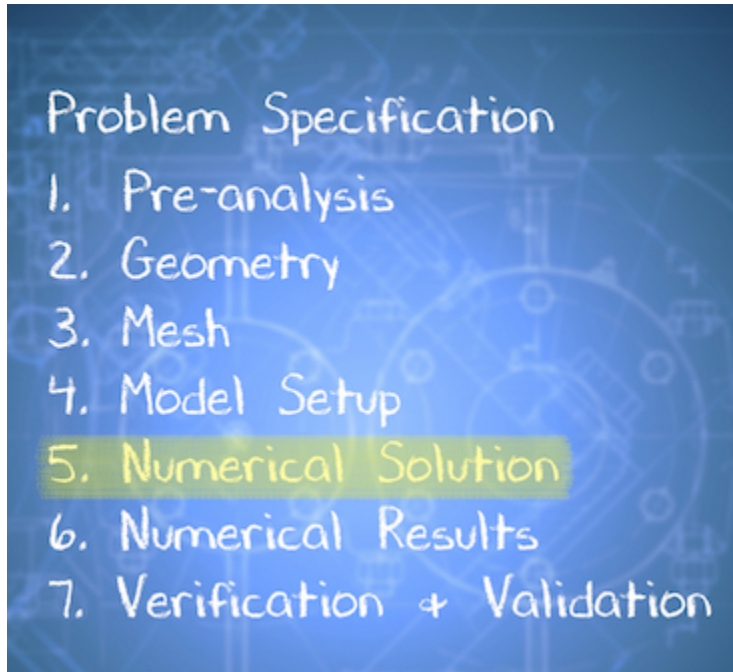 Problem Specification
1. Pre-analysis
2. Geometry
3. Mesh
4. Model Setup
5. Numerical Solution
6. Numerical Results
7. Verification & Validation